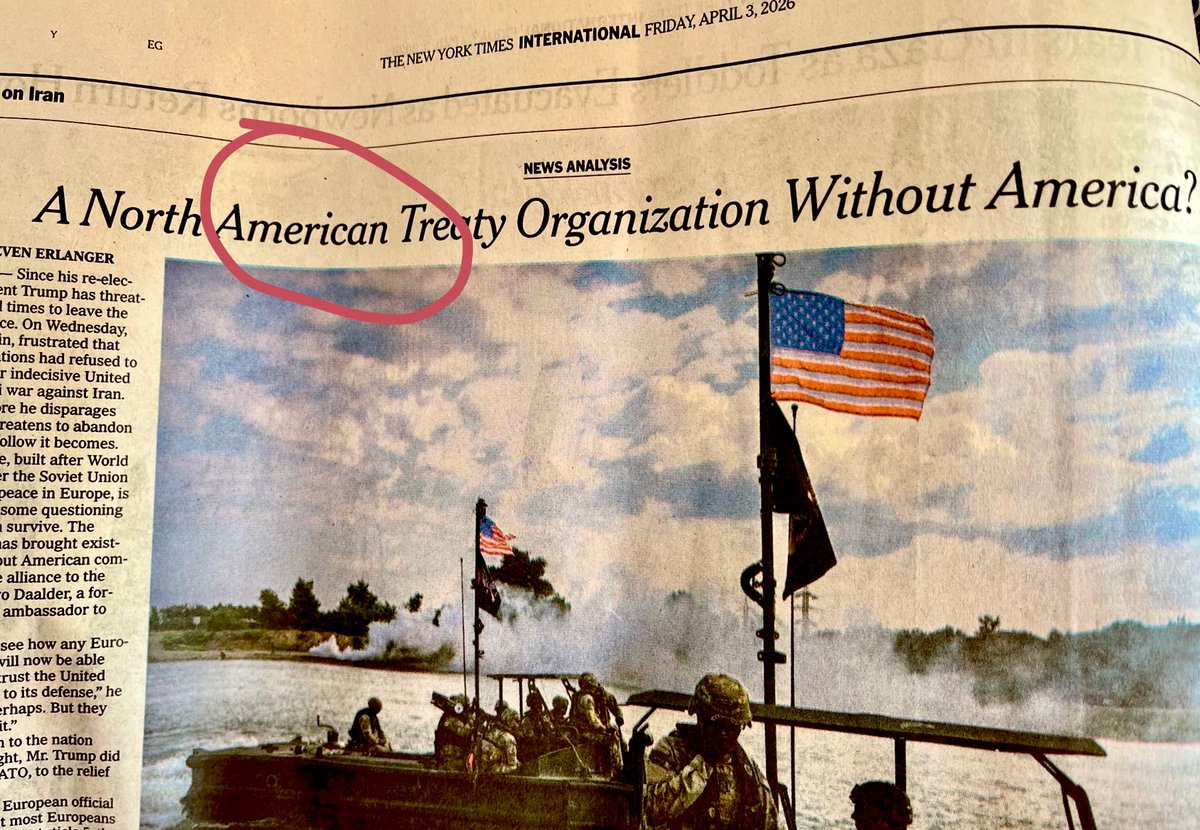 Y
EG
THE NEW YORK TIMES INTERNATIONAL FRIDAY, APRIL 3, 2026
on Iran
NEWS ANALYSIS
A North American Treaty Organization Without America?
EVEN ERLANGER
— Since his re-elec-
ent Trump has threat-
l times to leave the
ce. On Wednesday,
in, frustrated that
tions had refused to
r indecisive United
i war against Iran.
ore he disparages
reatens to abandon
ollow it becomes.
e, built after World
er the Soviet Union
peace in Europe, is
some questioning
n survive. The
as brought exist-
out American com-
e alliance to the
o Daalder, a for-
ambassador to
see how any Euro-
will now be able
trust the United
to its defense,” he
erhaps. But they
it.”
n to the nation
ght, Mr. Trump did
ATO, to the relief
European official
t most Europeans